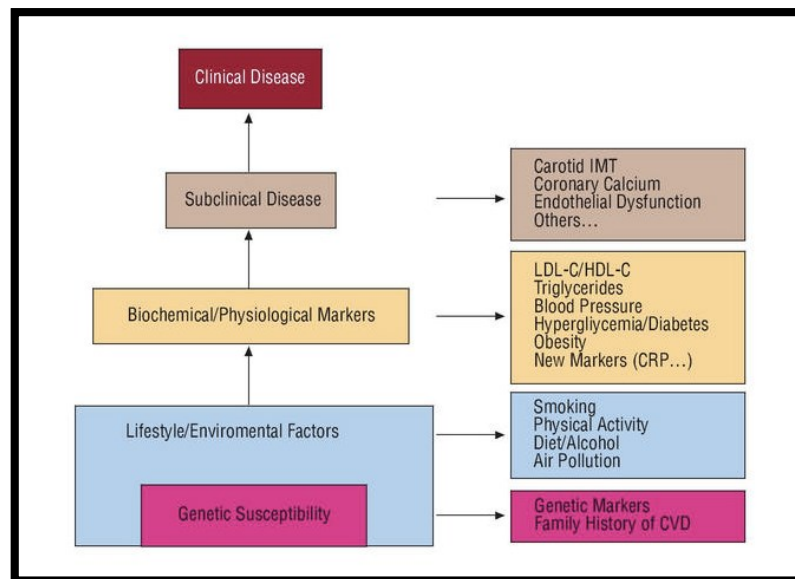 Clinical Disease
Subclinical Disease
Carotid IMT
Coronary Calcium
Endothelial Dysfunction
Others…
Biochemical/Physiological Markers
LDL-C/HDL-C
Triglycerides
Blood Pressure
Hyperglycemia/Diabetes
Obesity
New Markers (CRP…)
Lifestyle/Enviromental Factors
Smoking
Physical Activity
Diet/Alcohol
Air Pollution
Genetic Susceptibility
Genetic Markers
Family History of CVD